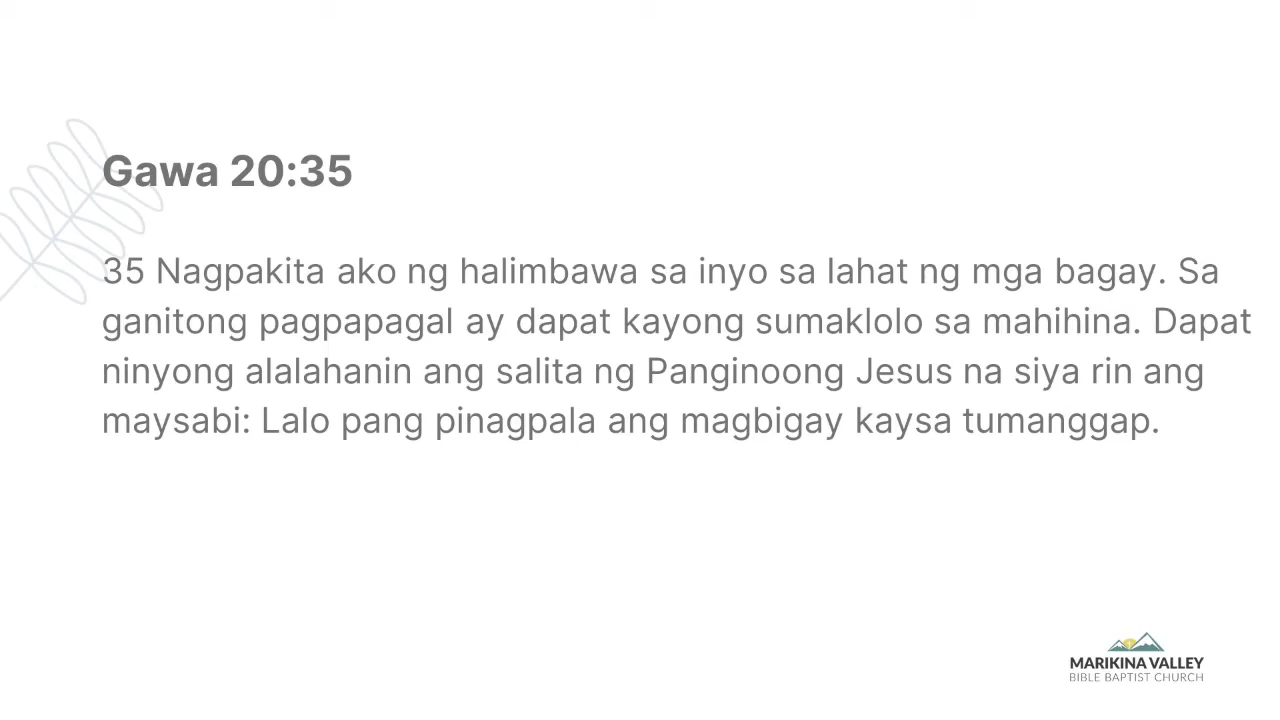 Gawa 20:35
35 Nagpakita ako ng halimbawa sa inyo sa lahat ng mga bagay. Sa
ganitong pagpapagal ay dapat kayong sumaklolo sa mahihina. Dapat
ninyong alalahanin ang salita ng Panginoong Jesus na siya rin ang
maysabi: Lalo pang pinagpala ang magbigay kaysa tumanggap.
MARIKINA VALLEY
BIBLE BAPTIST CHURCH